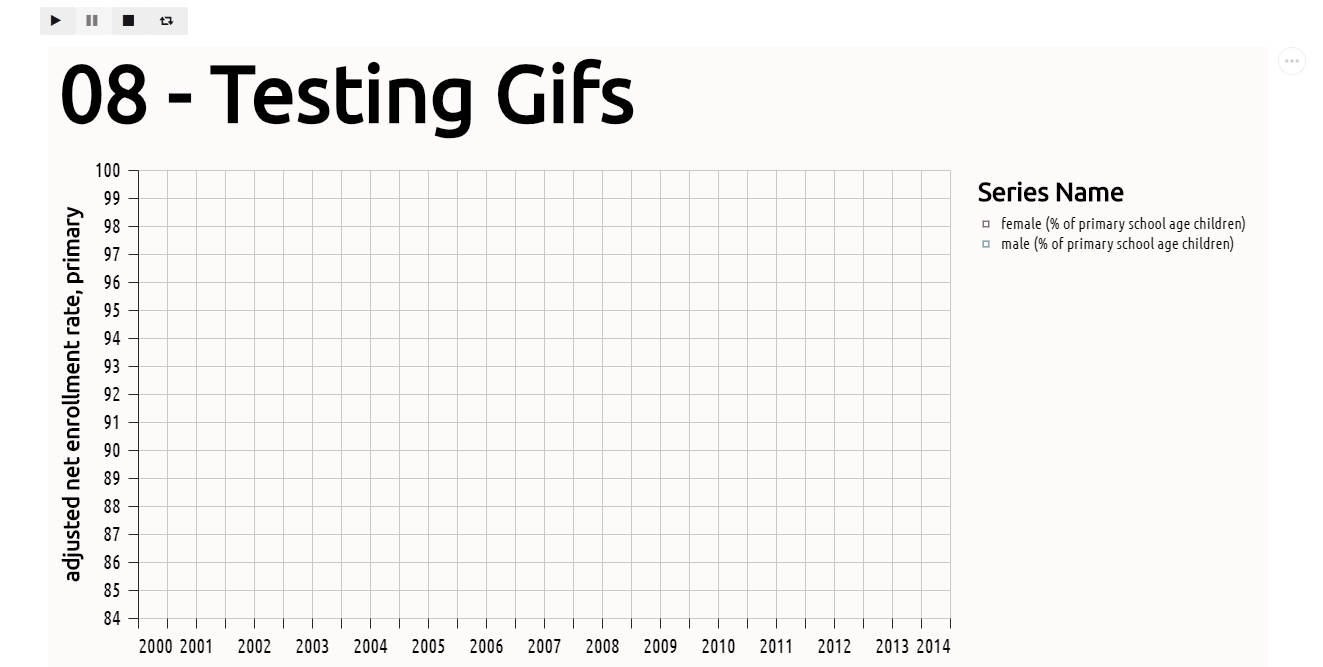 08 - Testing Gifs
adjusted net enrollment rate, primary
100
99
98
97
96
95
94
93
92
91
90
89
88
87
86
85
84
2000 2001 2002 2003 2004 2005 2006 2007 2008 2009 2010 2011 2012 2013 2014
Series Name
female (% of primary school age children)
male (% of primary school age children)